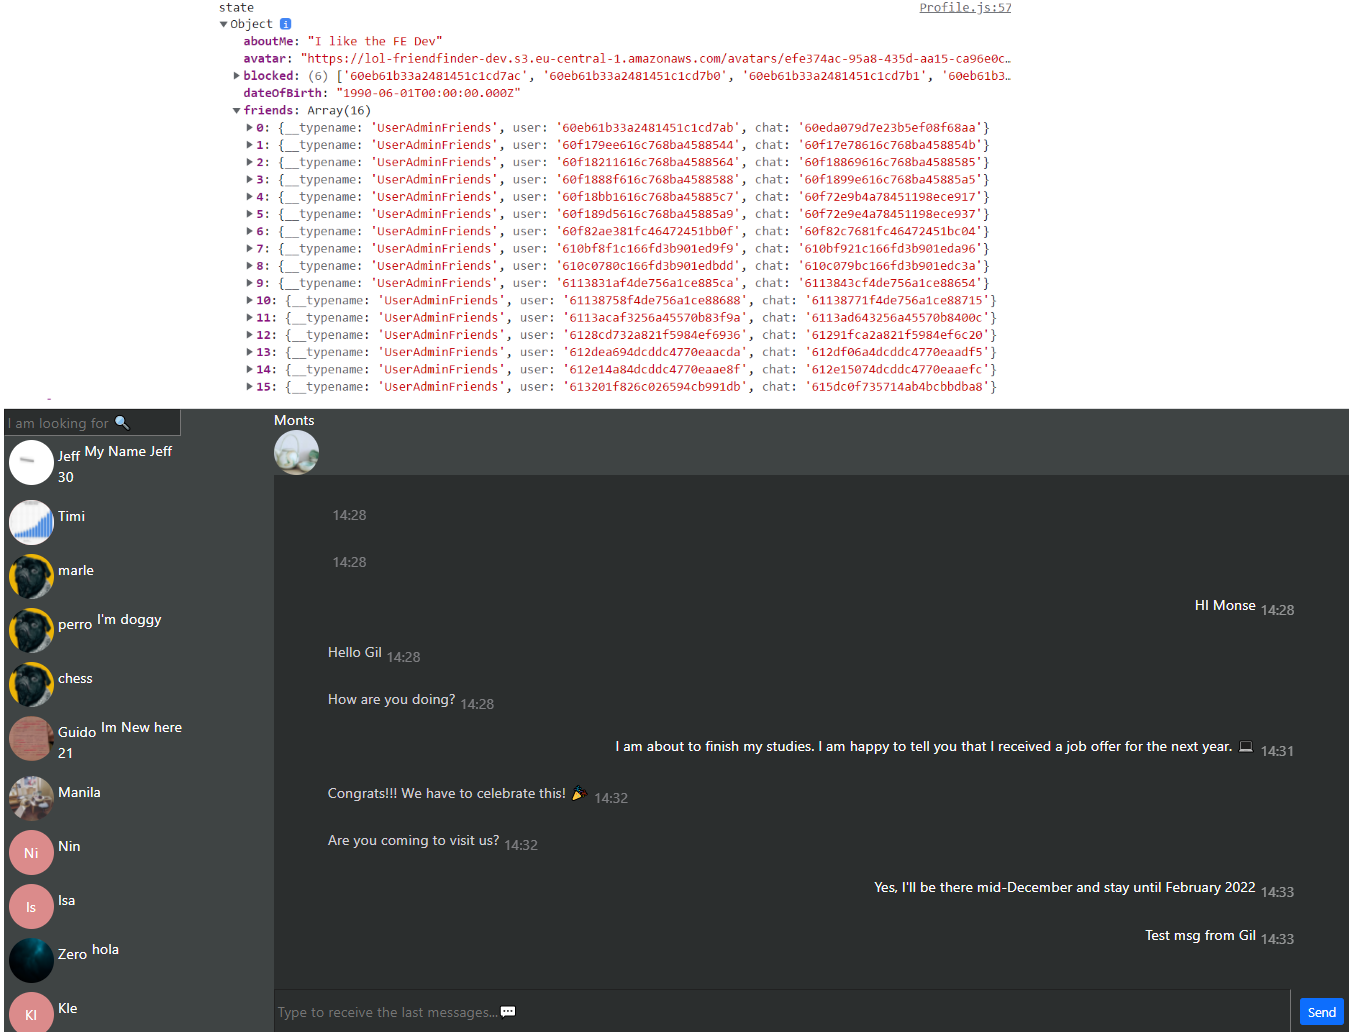 state Profile.js:57
Object i
aboutMe: "I like the FE Dev"
avatar: "https://lol-friendfinder-dev.s3.eu-central-1.amazonaws.com/avatars/efe374ac-95a8-435d-aa15-ca96e0c…
blocked: (6) ['60eb61b33a2481451c1cd7ac', '60eb61b33a2481451c1cd7b0', '60eb61b33a2481451c1cd7b1', '60eb61b3…
dateOfBirth: "1990-06-01T00:00:00.000Z"
friends: Array(16)
0: {__typename: 'UserAdminFriends', user: '60eb61b33a2481451c1cd7ab', chat: '60eda079d7e23b5ef08f68aa'}
1: {__typename: 'UserAdminFriends', user: '60f179ee616c768ba4588544', chat: '60f17e78616c768ba458854b'}
2: {__typename: 'UserAdminFriends', user: '60f18211616c768ba4588564', chat: '60f18869616c768ba4588585'}
3: {__typename: 'UserAdminFriends', user: '60f1888f616c768ba4588588', chat: '60f1899e616c768ba45885a5'}
4: {__typename: 'UserAdminFriends', user: '60f18bb1616c768ba45885c7', chat: '60f72e9b4a78451198ece917'}
5: {__typename: 'UserAdminFriends', user: '60f189d5616c768ba45885a9', chat: '60f72e9e4a78451198ece937'}
6: {__typename: 'UserAdminFriends', user: '60f82ae381fc46472451bb0f', chat: '60f82c7681fc46472451bc04'}
7: {__typename: 'UserAdminFriends', user: '610bf8f1c166fd3b901ed9f9', chat: '610bf921c166fd3b901eda96'}
8: {__typename: 'UserAdminFriends', user: '610c0780c166fd3b901edbdd', chat: '610c079bc166fd3b901edc3a'}
9: {__typename: 'UserAdminFriends', user: '6113831af4de756a1ce885ca', chat: '6113843cf4de756a1ce88654'}
10: {__typename: 'UserAdminFriends', user: '61138758f4de756a1ce88688', chat: '61138771f4de756a1ce88715'}
11: {__typename: 'UserAdminFriends', user: '6113acaf3256a45570b83f9a', chat: '6113ad643256a45570b8400c'}
12: {__typename: 'UserAdminFriends', user: '6128cd732a821f5984ef6936', chat: '61291fca2a821f5984ef6c20'}
13: {__typename: 'UserAdminFriends', user: '612dea694dcddc4770eaacda', chat: '612df06a4dcddc4770eaadf5'}
14: {__typename: 'UserAdminFriends', user: '612e14a84dcddc4770eaae8f', chat: '612e15074dcddc4770eaaefc'}
15: {__typename: 'UserAdminFriends', user: '613201f826c026594cb991db', chat: '615dc0f735714ab4bcbbdba8'}
I am looking for 🔍
Jeff My Name Jeff
30
Timi
marle
perro I'm doggy
chess
Guido Im New here
21
Manila
Ni Nin
Is Isa
Zero hola
Kl Kle
Monts
14:28
14:28
HI Monse 14:28
Hello Gil 14:28
How are you doing? 14:28
I am about to finish my studies. I am happy to tell you that I received a job offer for the next year. 💻 14:31
Congrats!!! We have to celebrate this! 🎉 14:32
Are you coming to visit us? 14:32
Yes, I'll be there mid-December and stay until February 2022 14:33
Test msg from Gil 14:33
Type to receive the last messages...💬 Send